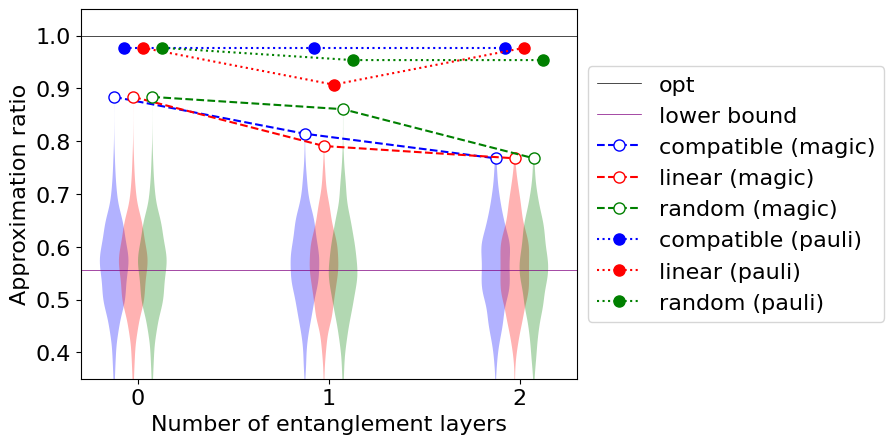 1.0
0.9
0.8
0.7
0.6
0.5
0.4
Approximation ratio
0 1 2
Number of entanglement layers
opt
lower bound
compatible (magic)
linear (magic)
random (magic)
compatible (pauli)
linear (pauli)
random (pauli)